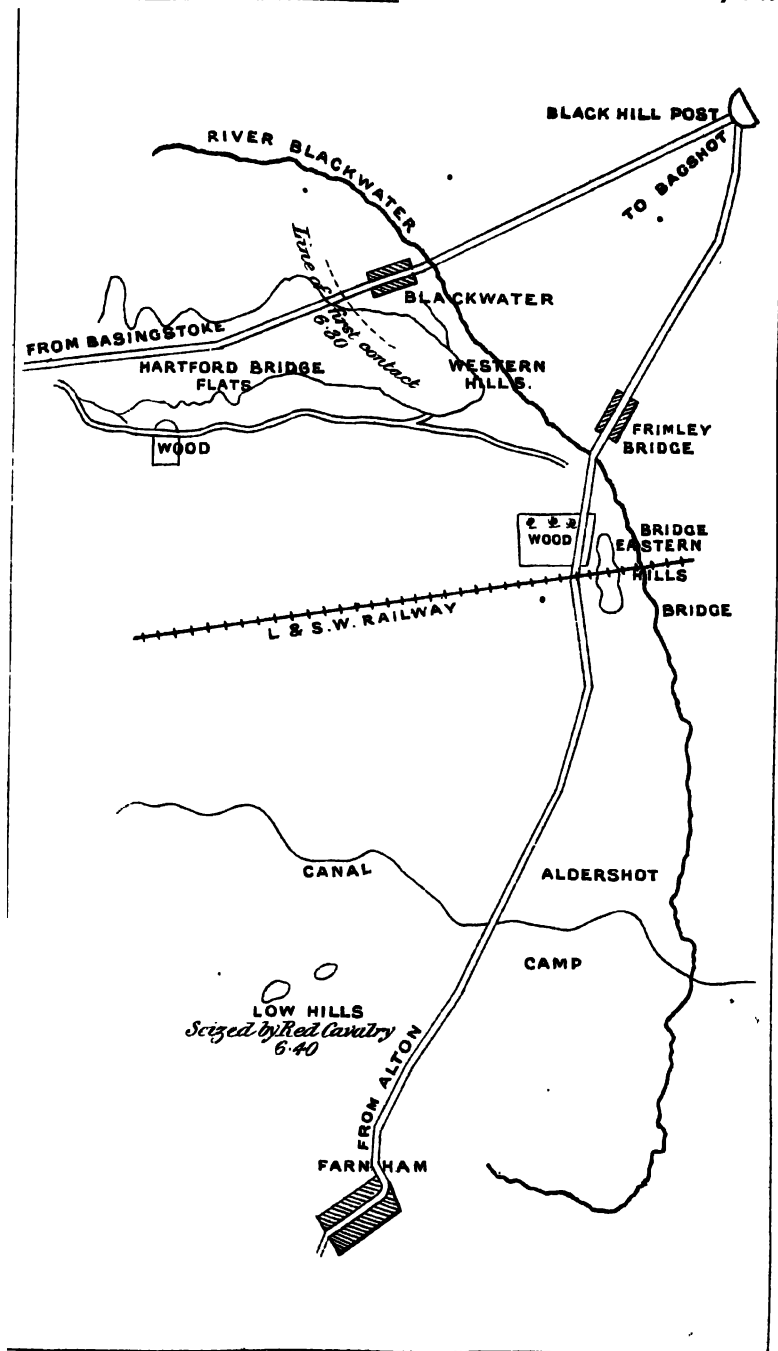 BLACK HILL POST
RIVER BLACKWATER
TO BAGSHOT
Line of first contact
6·30
BLACKWATER
FROM BASINGSTOKE
HARTFORD BRIDGE
FLATS
WESTERN
HILLS.
WOOD
FRIMLEY
BRIDGE
WOOD
BRIDGE
EASTERN
HILLS
BRIDGE
L & S.W. RAILWAY
CANAL
ALDERSHOT
CAMP
LOW HILLS
Seized by Red Cavalry
6·40
FROM ALTON
FARNHAM